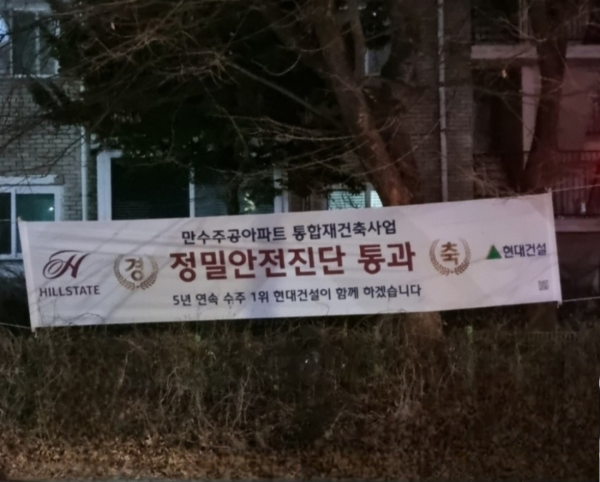 만수주공아파트 통합재건축사업
HILLSTATE
경 정밀안전진단 통과 축
현대건설
5년 연속 수주 1위 현대건설이 함께 하겠습니다